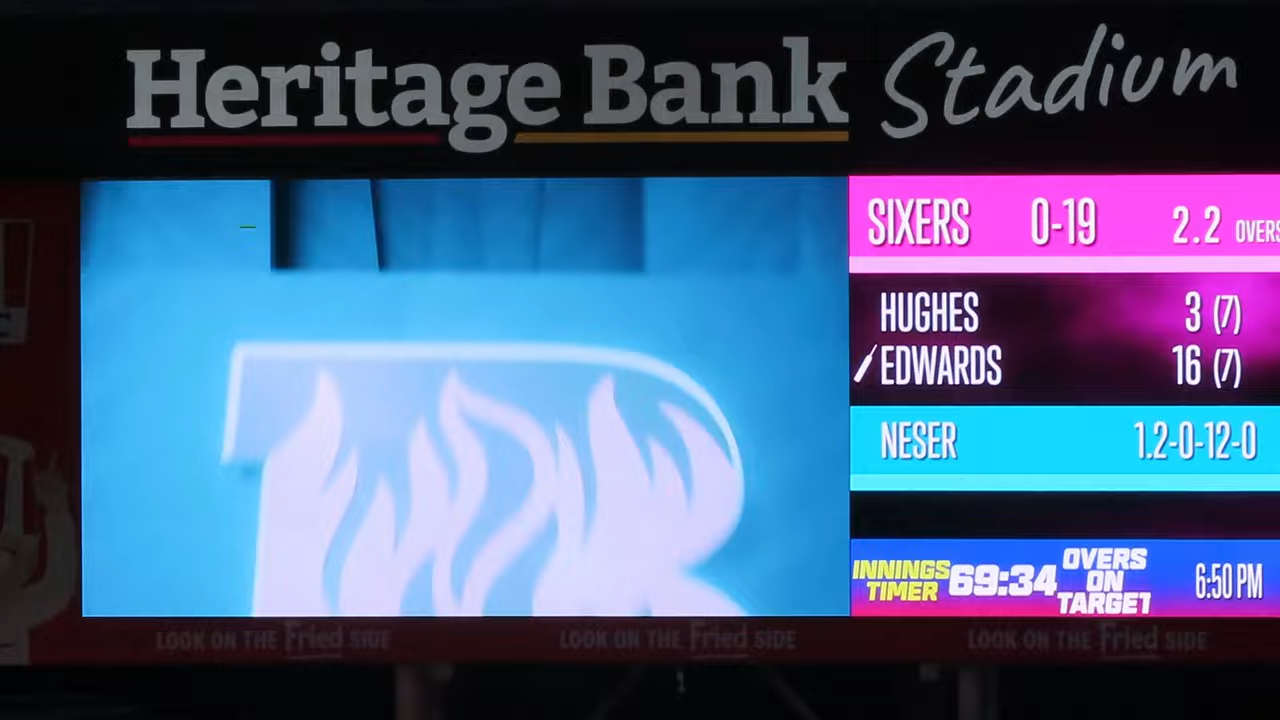 Heritage Bank Stadium
SIXERS 0-19 2.2 OVERS
HUGHES 3 (7)
EDWARDS 16 (7)
NESER 1.2-0-12-0
INNINGS TIMER 69:34 OVERS ON TARGET 6:50 PM
LOOK ON THE Fried SIDE LOOK ON THE Fried SIDE LOOK ON THE Fried SIDE